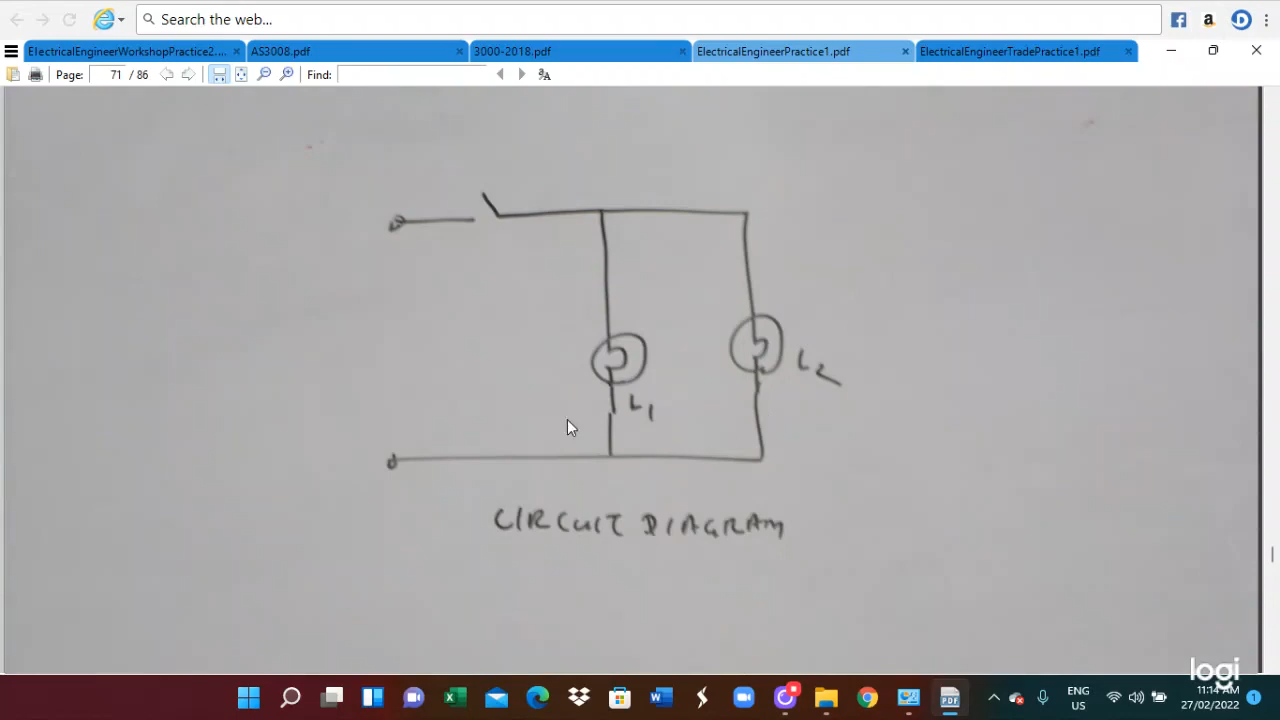 Search the web...
ElectricalEngineerWorkshopPractice2....
AS3008.pdf
3000-2018.pdf
ElectricalEngineerPractice1.pdf
ElectricalEngineerTradePractice1.pdf
Page: 71 / 86
Find:
L2
L1
CIRCUIT DIAGRAM
logi
ENG
US
11:14 AM
27/02/2022
1